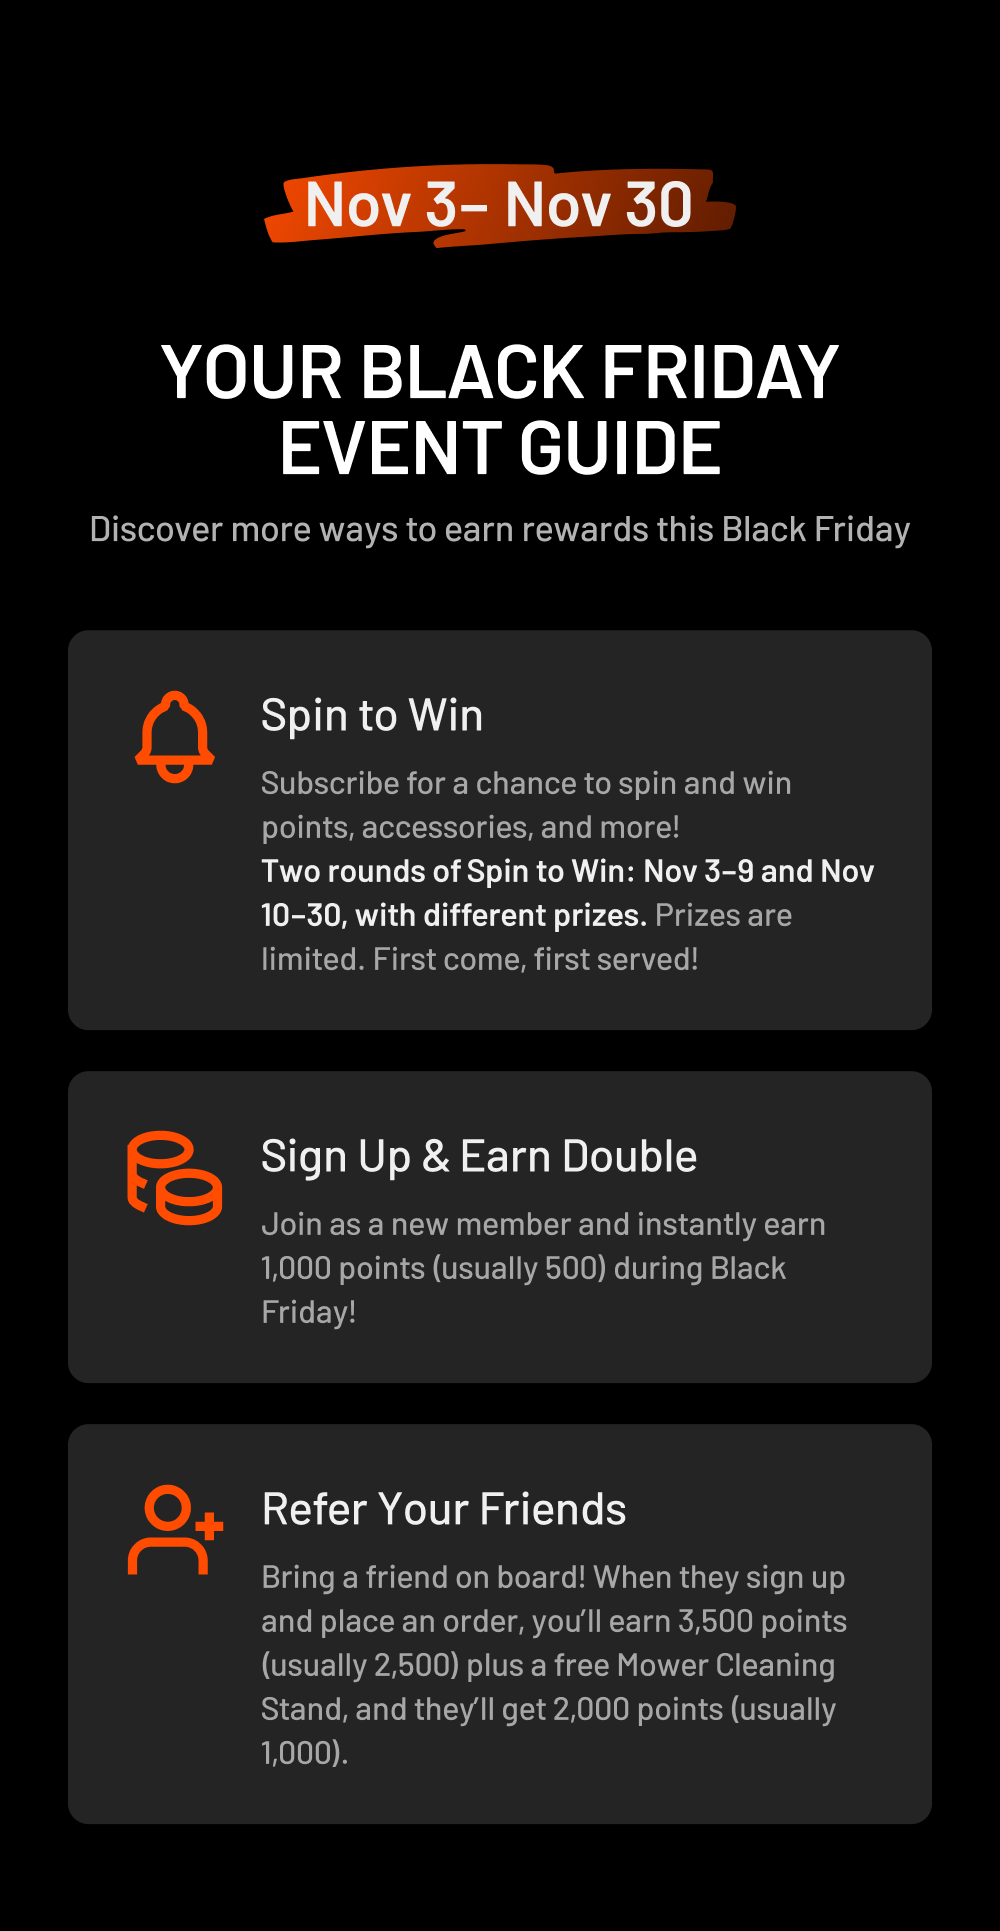 Nov 3– Nov 30
YOUR BLACK FRIDAY
EVENT GUIDE
Discover more ways to earn rewards this Black Friday
Spin to Win
Subscribe for a chance to spin and win
points, accessories, and more!
Two rounds of Spin to Win: Nov 3–9 and Nov
10–30, with different prizes. Prizes are
limited. First come, first served!
Sign Up & Earn Double
Join as a new member and instantly earn
1,000 points (usually 500) during Black
Friday!
Refer Your Friends
Bring a friend on board! When they sign up
and place an order, you’ll earn 3,500 points
(usually 2,500) plus a free Mower Cleaning
Stand, and they’ll get 2,000 points (usually
1,000).